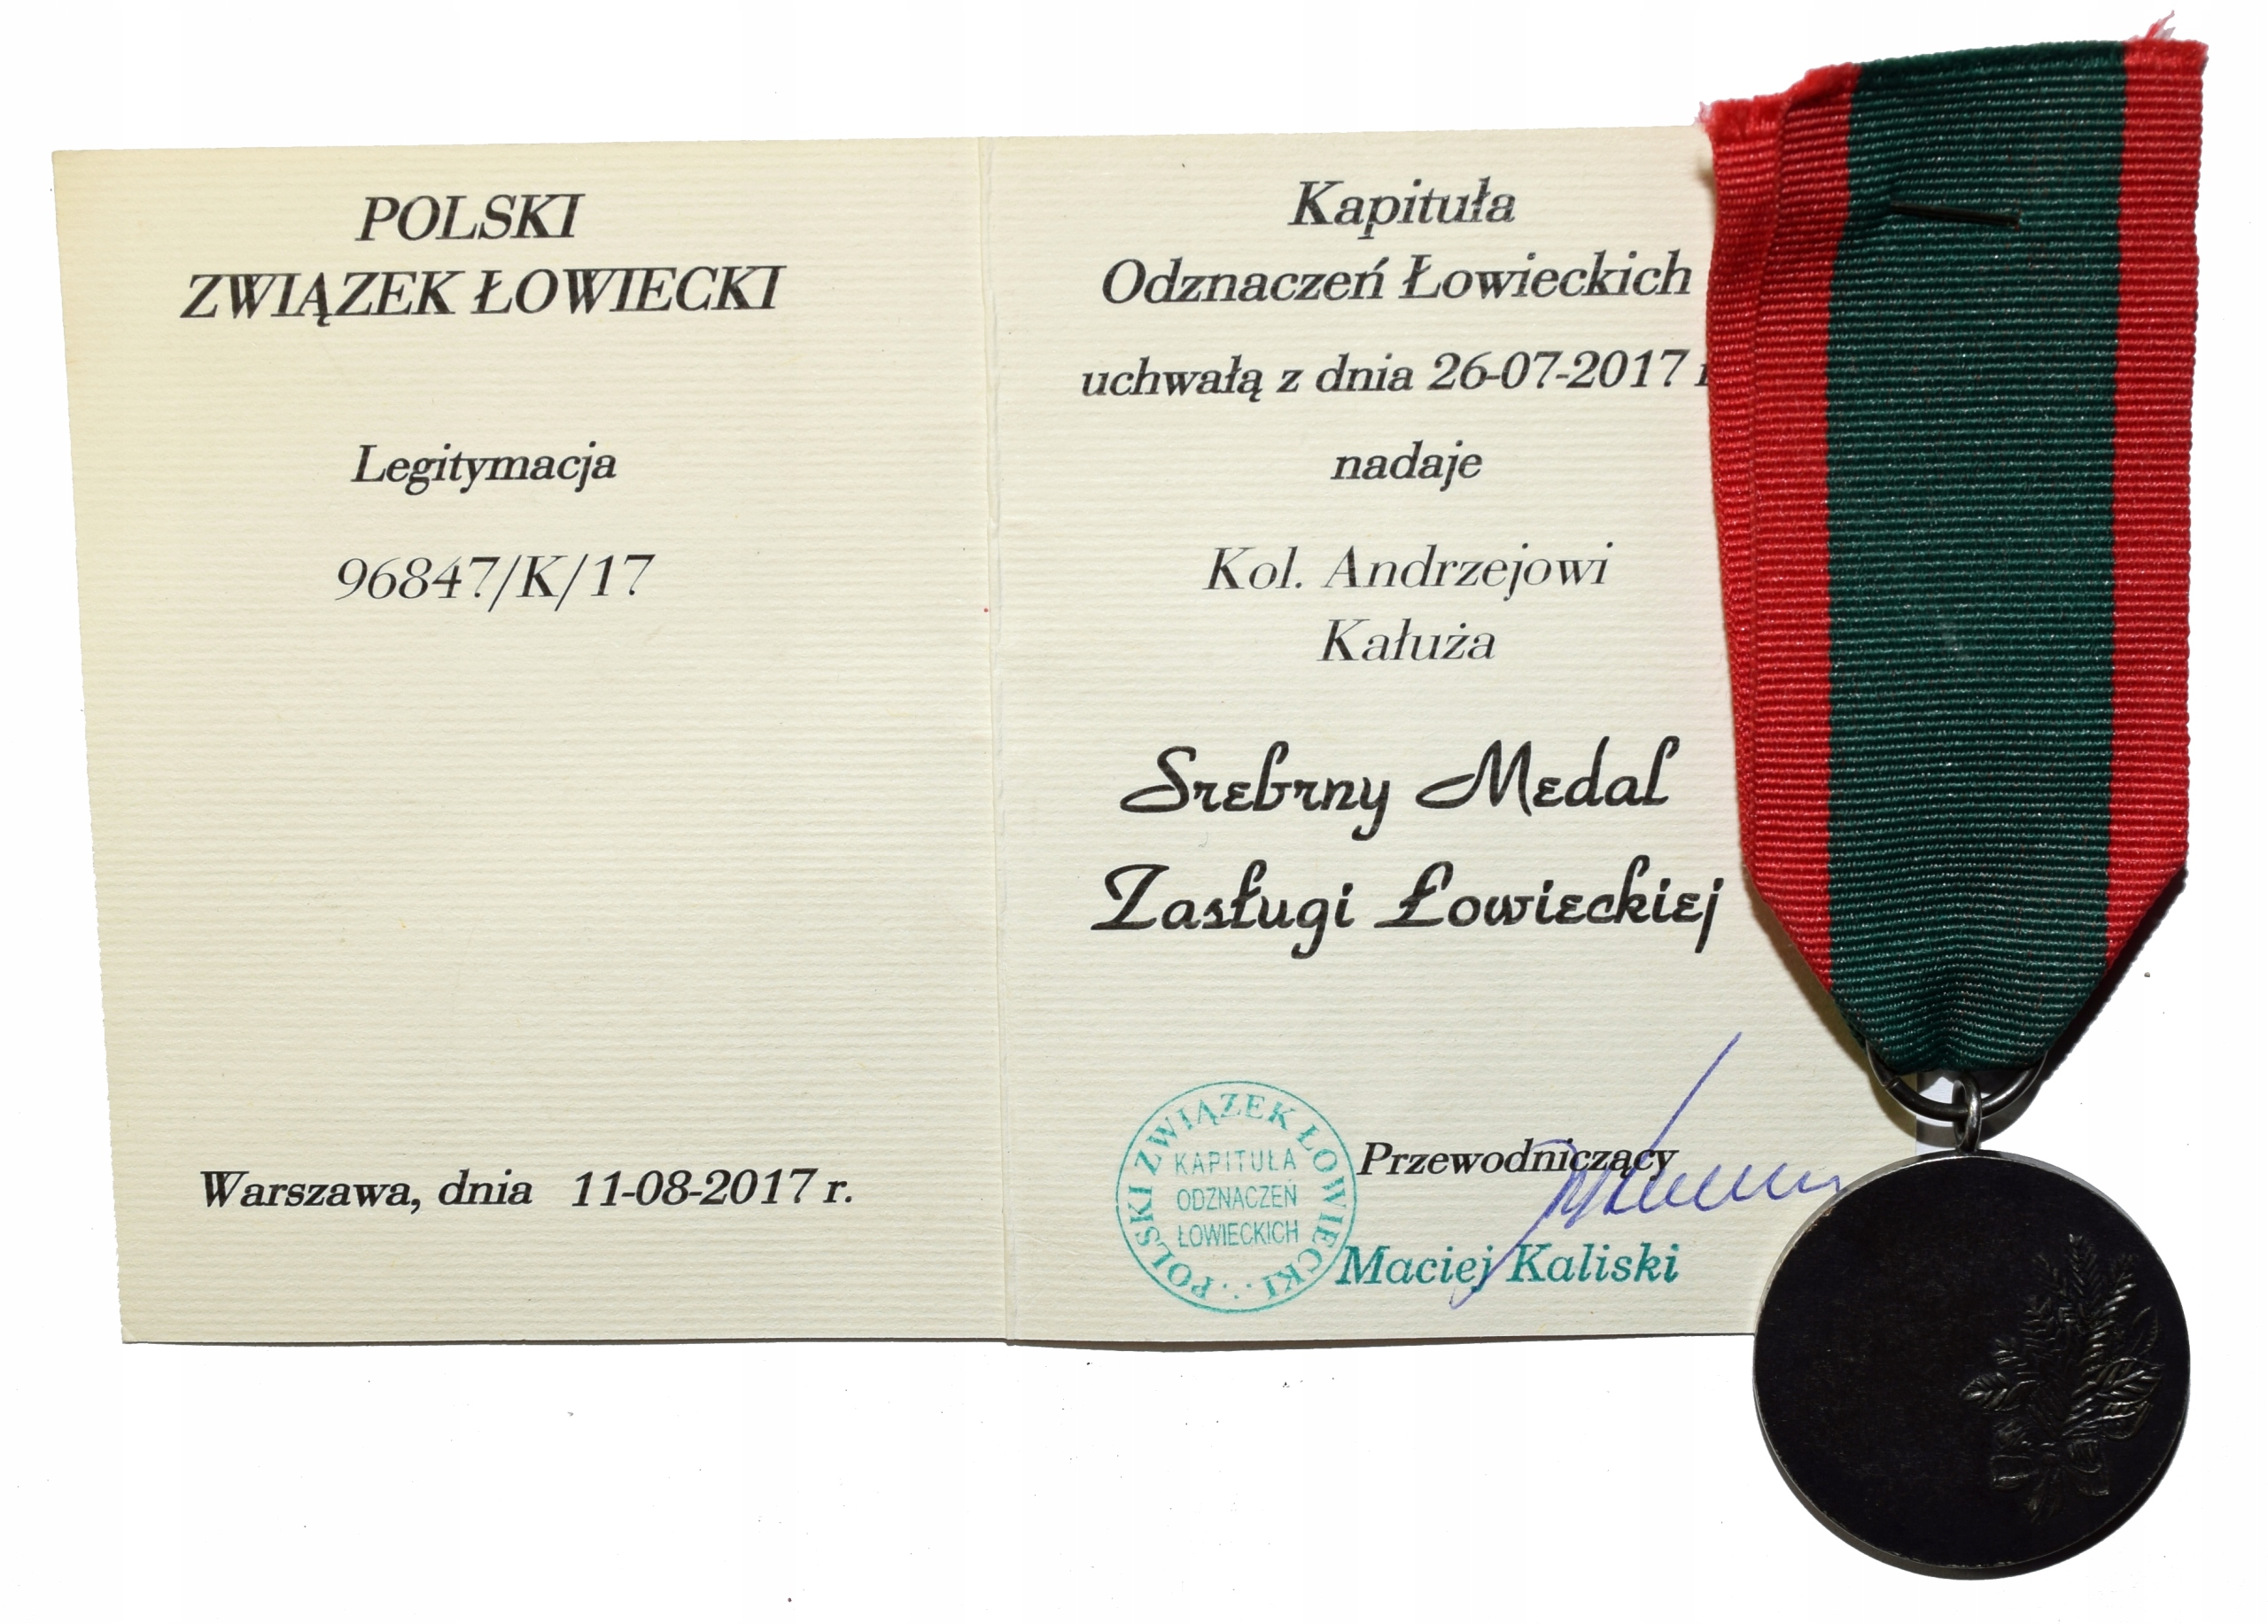 POLSKI
ZWIĄZEK ŁOWIECKI
Legitymacja
96847/K/17
Warszawa, dnia 11-08-2017 r.
Kapituła
Odznaczeń Łowieckich
uchwałą z dnia 26-07-2017 r
nadaje
Kol. Andrzejowi
Kałuża
Srebrny Medal
Zasługi Łowieckiej
POLSKI ZWIĄZEK ŁOWIECKI
KAPITUŁA
ODZNACZEŃ
ŁOWIECKICH
Przewodniczący
Maciej Kaliski